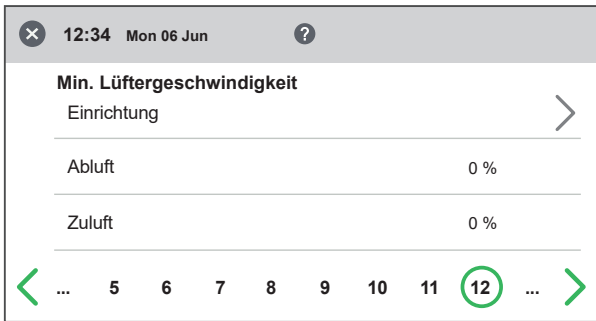 12:34 Mon 06 Jun ?
Min. Lüftergeschwindigkeit
Einrichtung
Abluft 0 %
Zuluft 0 %
... 5 6 7 8 9 10 11 12 ...